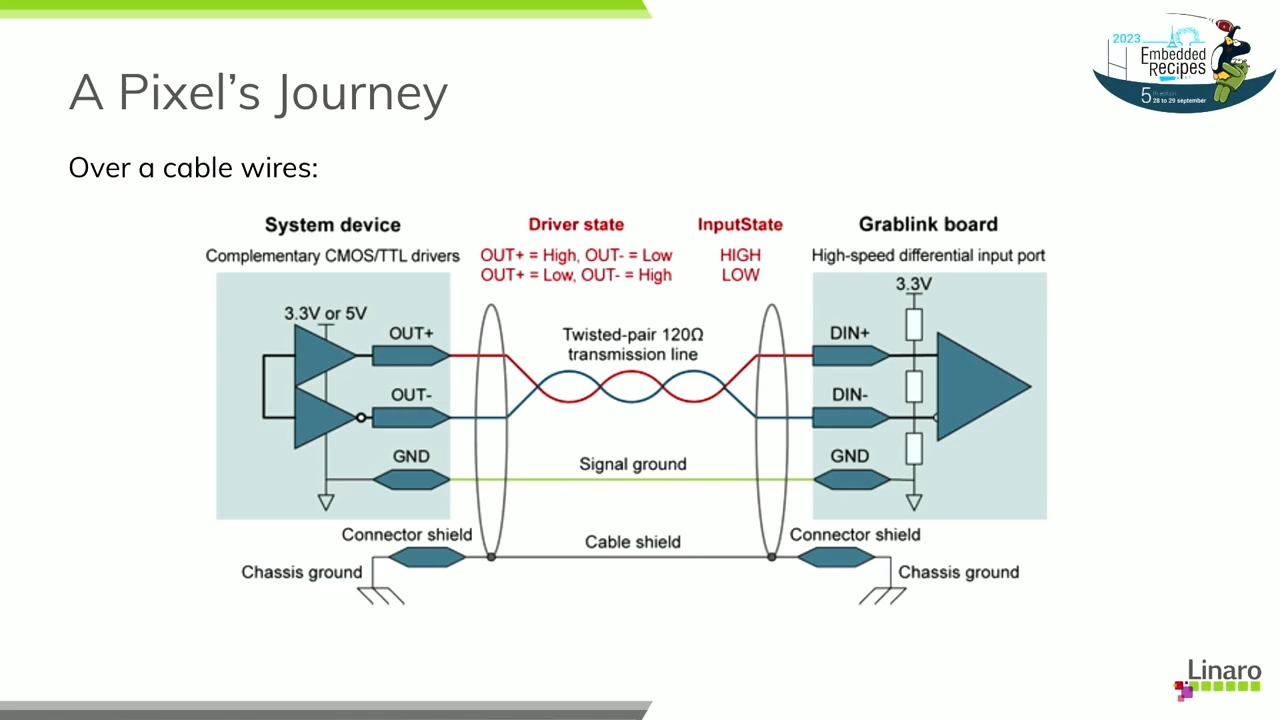 2023
Embedded
Recipes
5th edition
28 to 29 september
A Pixel's Journey
Over a cable wires:
System device
Driver state
InputState
Grablink board
Complementary CMOS/TTL drivers
OUT+ = High, OUT- = Low
HIGH
High-speed differential input port
OUT+ = Low, OUT- = High
LOW
3.3V
3.3V or 5V
OUT+
Twisted-pair 120Ω
transmission line
DIN+
OUT-
DIN-
GND
Signal ground
GND
Connector shield
Cable shield
Connector shield
Chassis ground
Chassis ground
Linaro